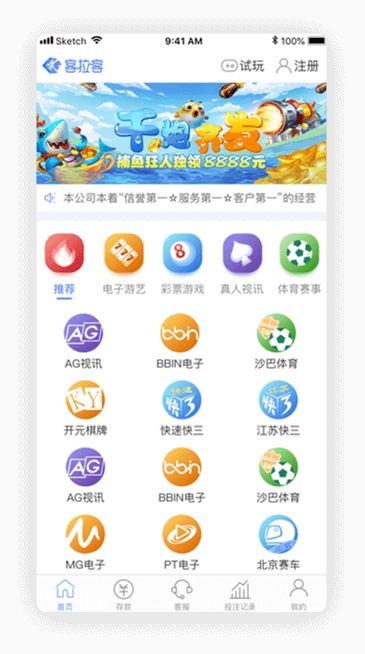 Sketch 9:41 AM 100%
客拉客 试玩 注册
千炮齐发
捕鱼狂人独领8888元
本公司本着“信誉第一☆服务第一☆客户第一”的经营
777 8
推荐 电子游艺 彩票游戏 真人视讯 体育赛事
AG bbin
AG视讯 BBIN电子 沙巴体育
KY 快速 快3 江苏 快3
开元棋牌 快速快三 江苏快三
AG bbin
AG视讯 BBIN电子 沙巴体育
MG电子 PT电子 北京赛车
首页 存款 客服 投注记录 我的